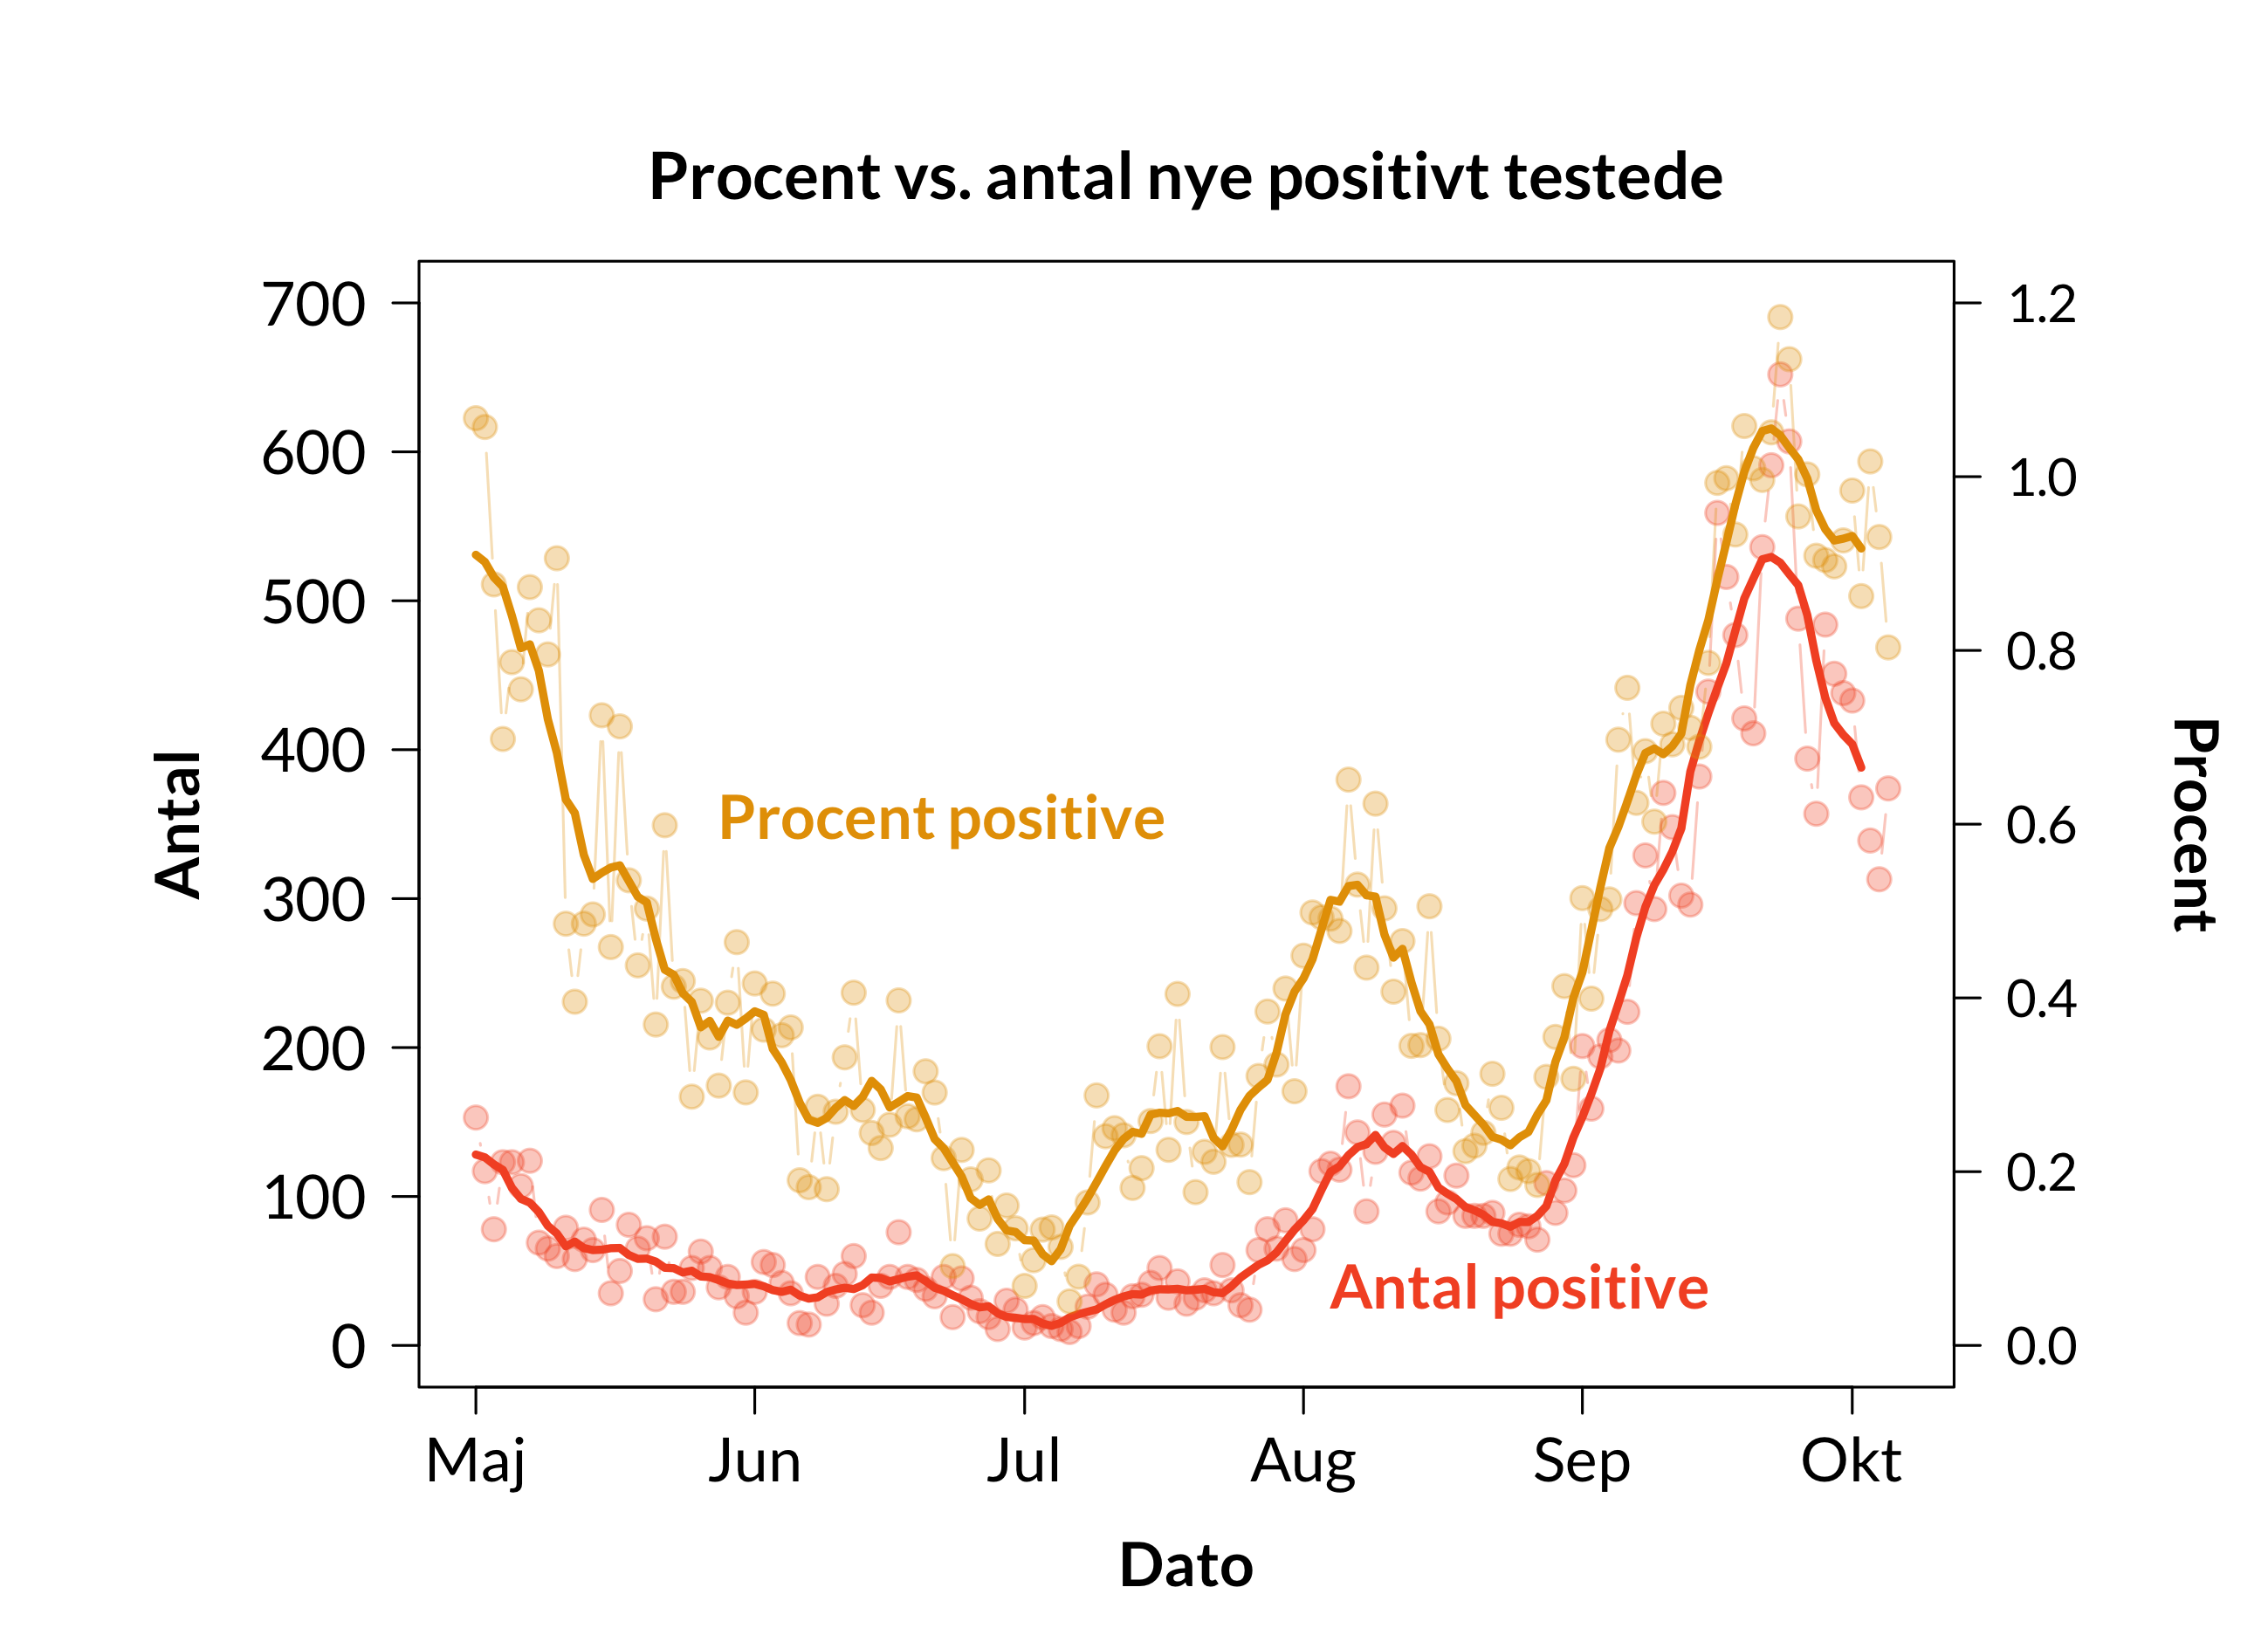 Procent vs. antal nye positivt testede
700
600
500
400
300
200
100
0
Antal
1.2
1.0
0.8
0.6
0.4
0.2
0.0
Procent
Procent positive
Antal positive
Maj Jun Jul Aug Sep Okt
Dato